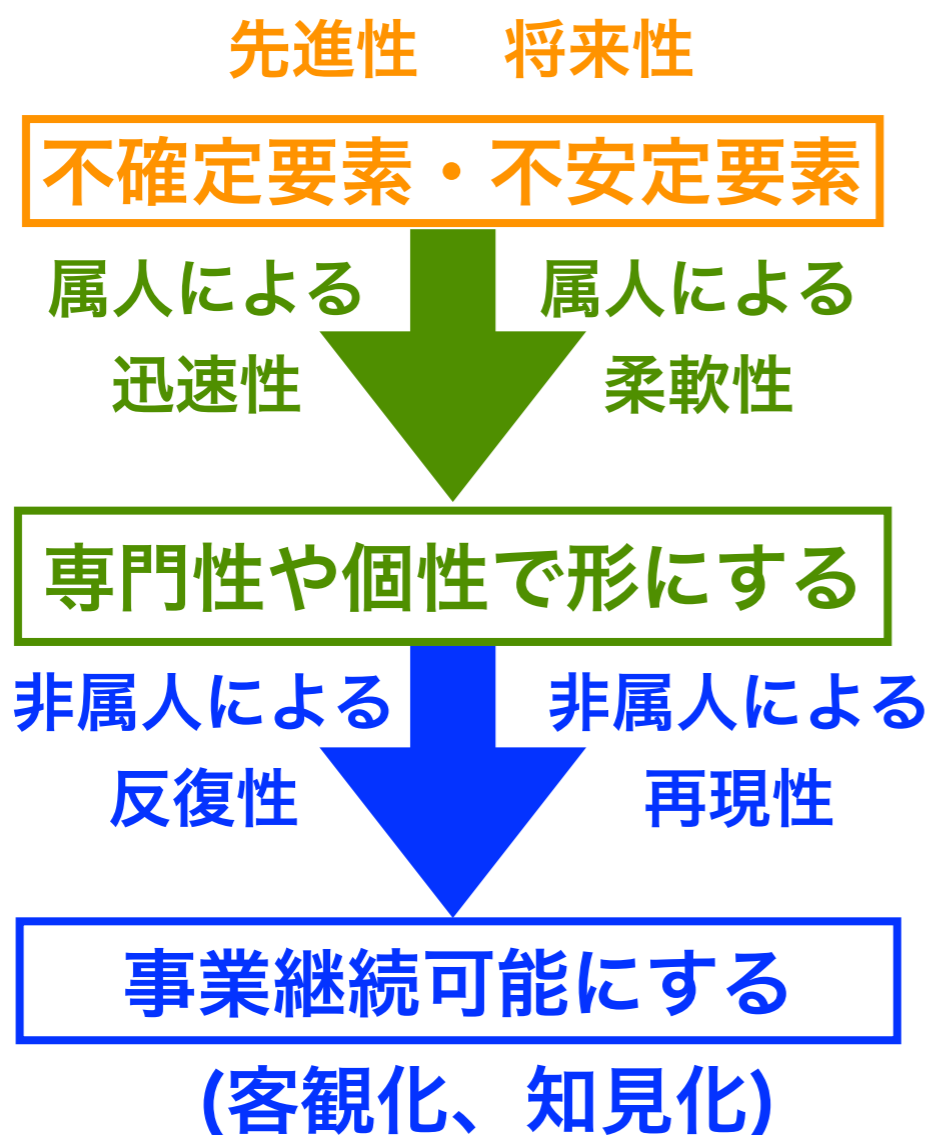 先進性 将来性
不確定要素・不安定要素
属人による 属人による
迅速性 柔軟性
専門性や個性で形にする
非属人による 非属人による
反復性 再現性
事業継続可能にする
(客観化、知見化)